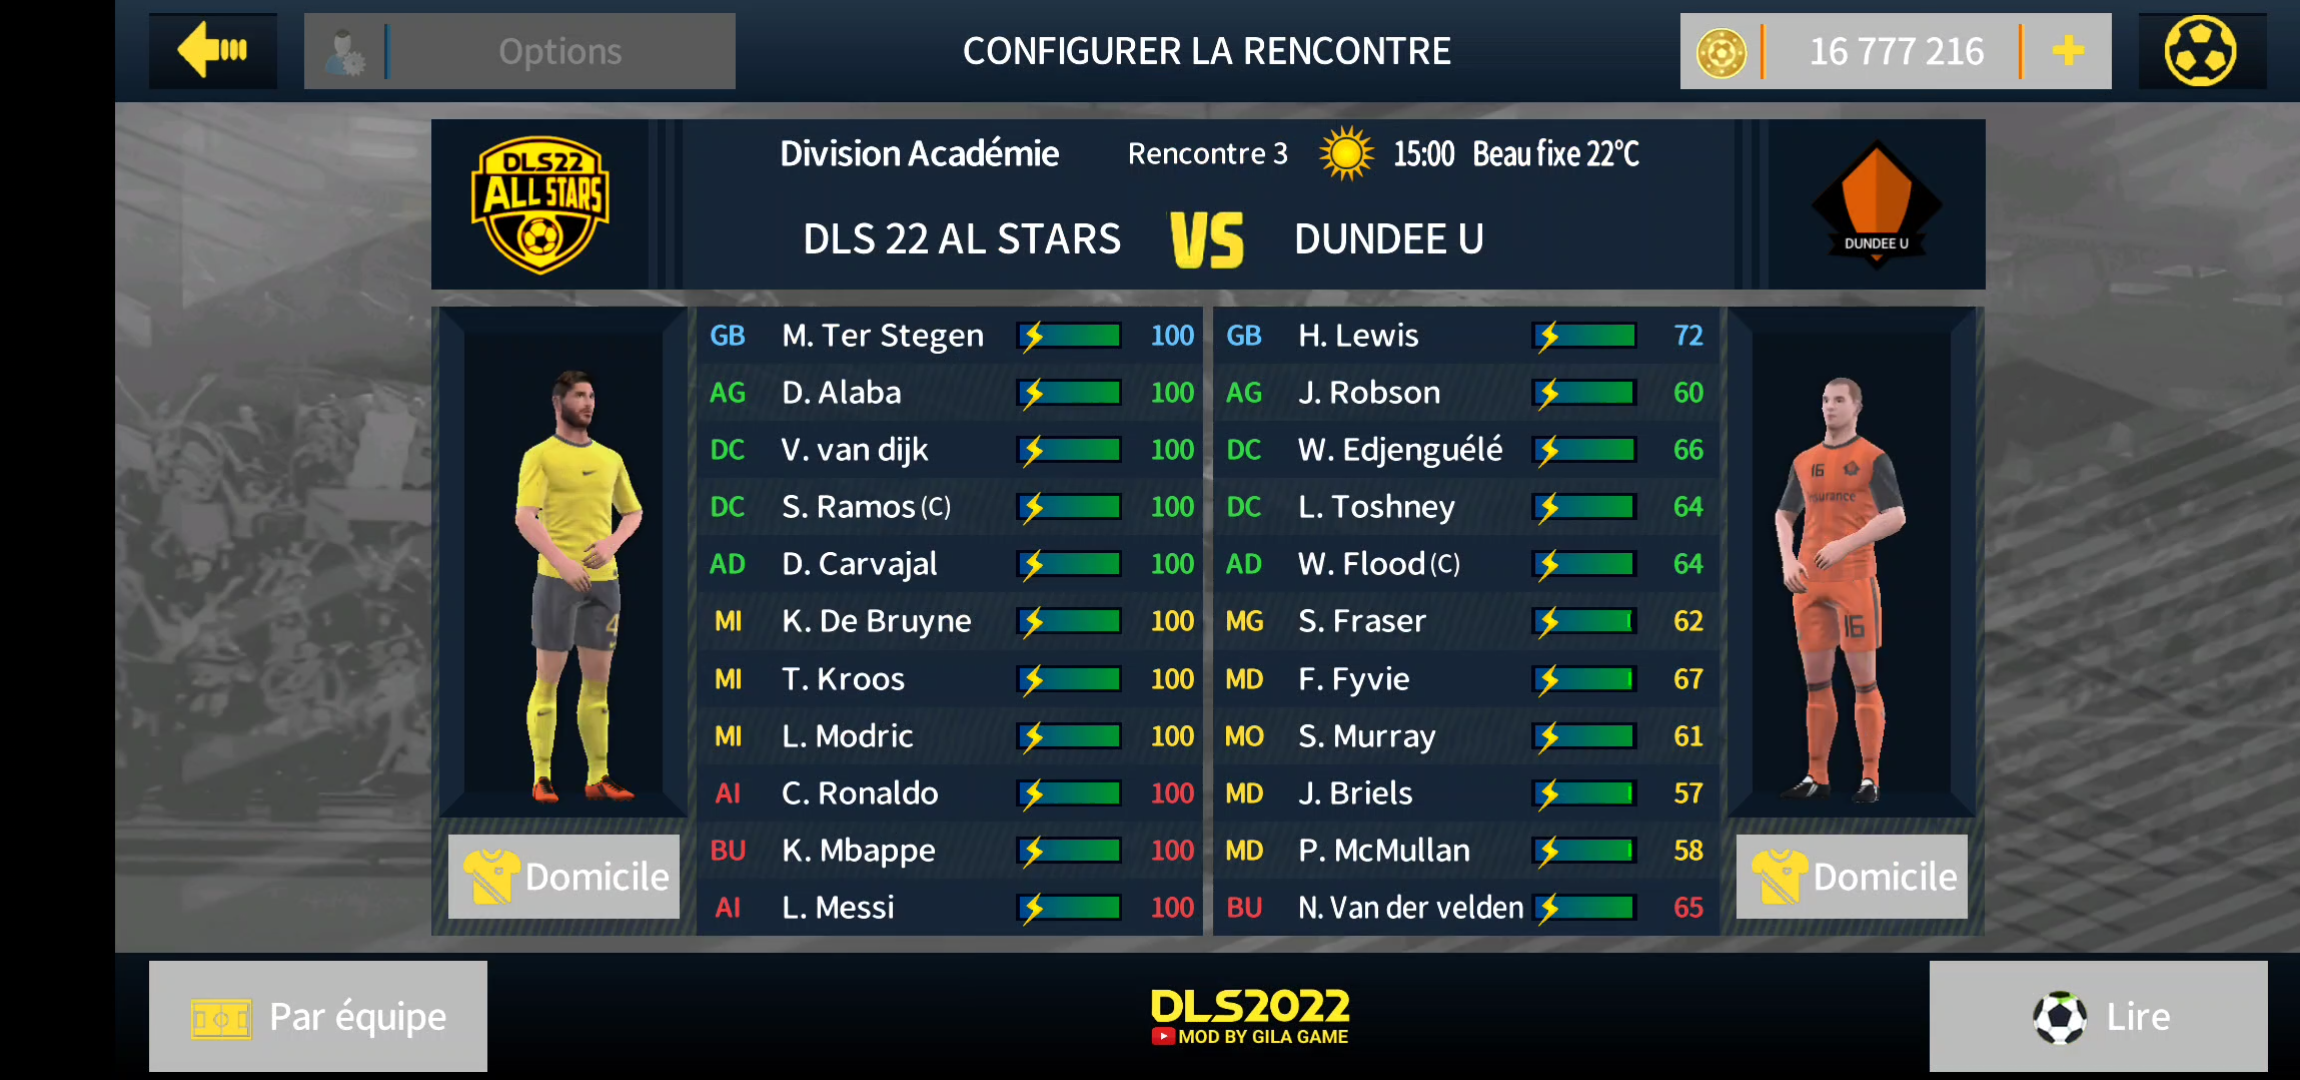 Options
CONFIGURER LA RENCONTRE
16 777 216
DLS22
ALL STARS
Division Académie
Rencontre 3
15:00 Beau fixe 22°C
DLS 22 AL STARS VS DUNDEE U
DUNDEE U
GB M. Ter Stegen 100
AG D. Alaba 100
DC V. van dijk 100
DC S. Ramos (C) 100
AD D. Carvajal 100
MI K. De Bruyne 100
MI T. Kroos 100
MI L. Modric 100
AI C. Ronaldo 100
BU K. Mbappe 100
AI L. Messi 100
GB H. Lewis 72
AG J. Robson 60
DC W. Edjenguélé 66
DC L. Toshney 64
AD W. Flood (C) 64
MG S. Fraser 62
MD F. Fyvie 67
MO S. Murray 61
MD J. Briels 57
MD P. McMullan 58
BU N. Van der velden 65
4
Domicile
16
insurance
16
Domicile
Par équipe
DLS2022
MOD BY GILA GAME
Lire